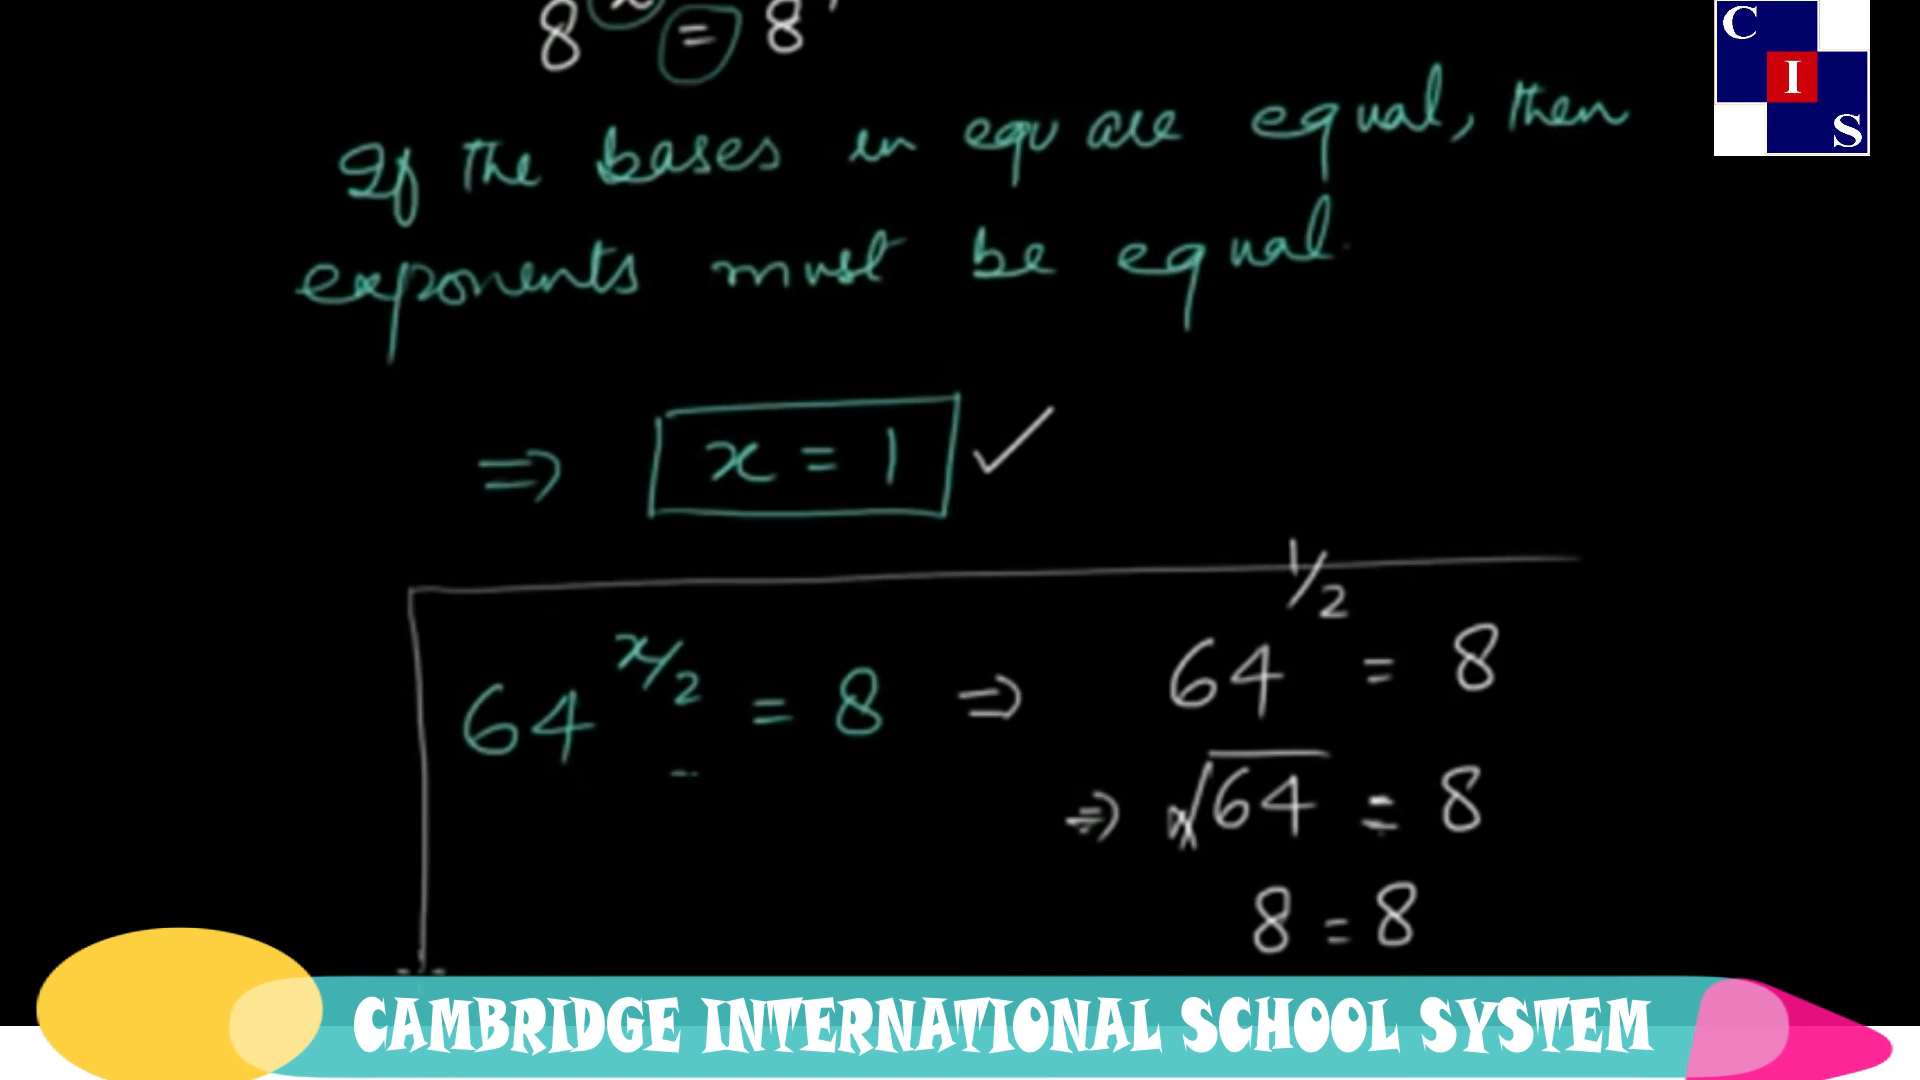 8^x = 8^1
C
I
S
If the bases in equ are equal, then
exponents must be equal.
⇒ x = 1 ✓
64^x/2 = 8 ⇒ 64^1/2 = 8
⇒ √64 = 8
8 = 8
CAMBRIDGE INTERNATIONAL SCHOOL SYSTEM